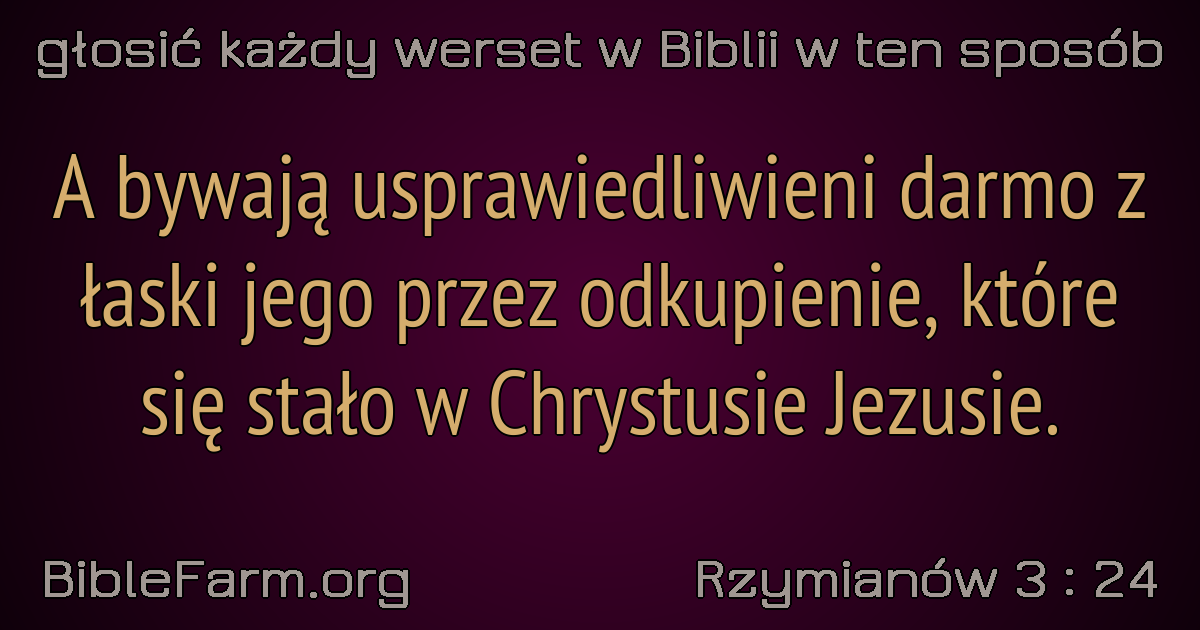 głosić każdy werset w Biblii w ten sposób
A bywają usprawiedliwieni darmo z
łaski jego przez odkupienie, które
się stało w Chrystusie Jezusie.
BibleFarm.org
Rzymianów 3 : 24